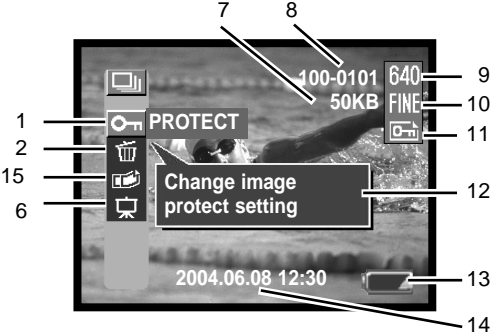 7
8
100-0101 640 9
50KB FINE 10
11
1 PROTECT
2
15
6
Change image
protect setting
12
2004.06.08 12:30
13
14